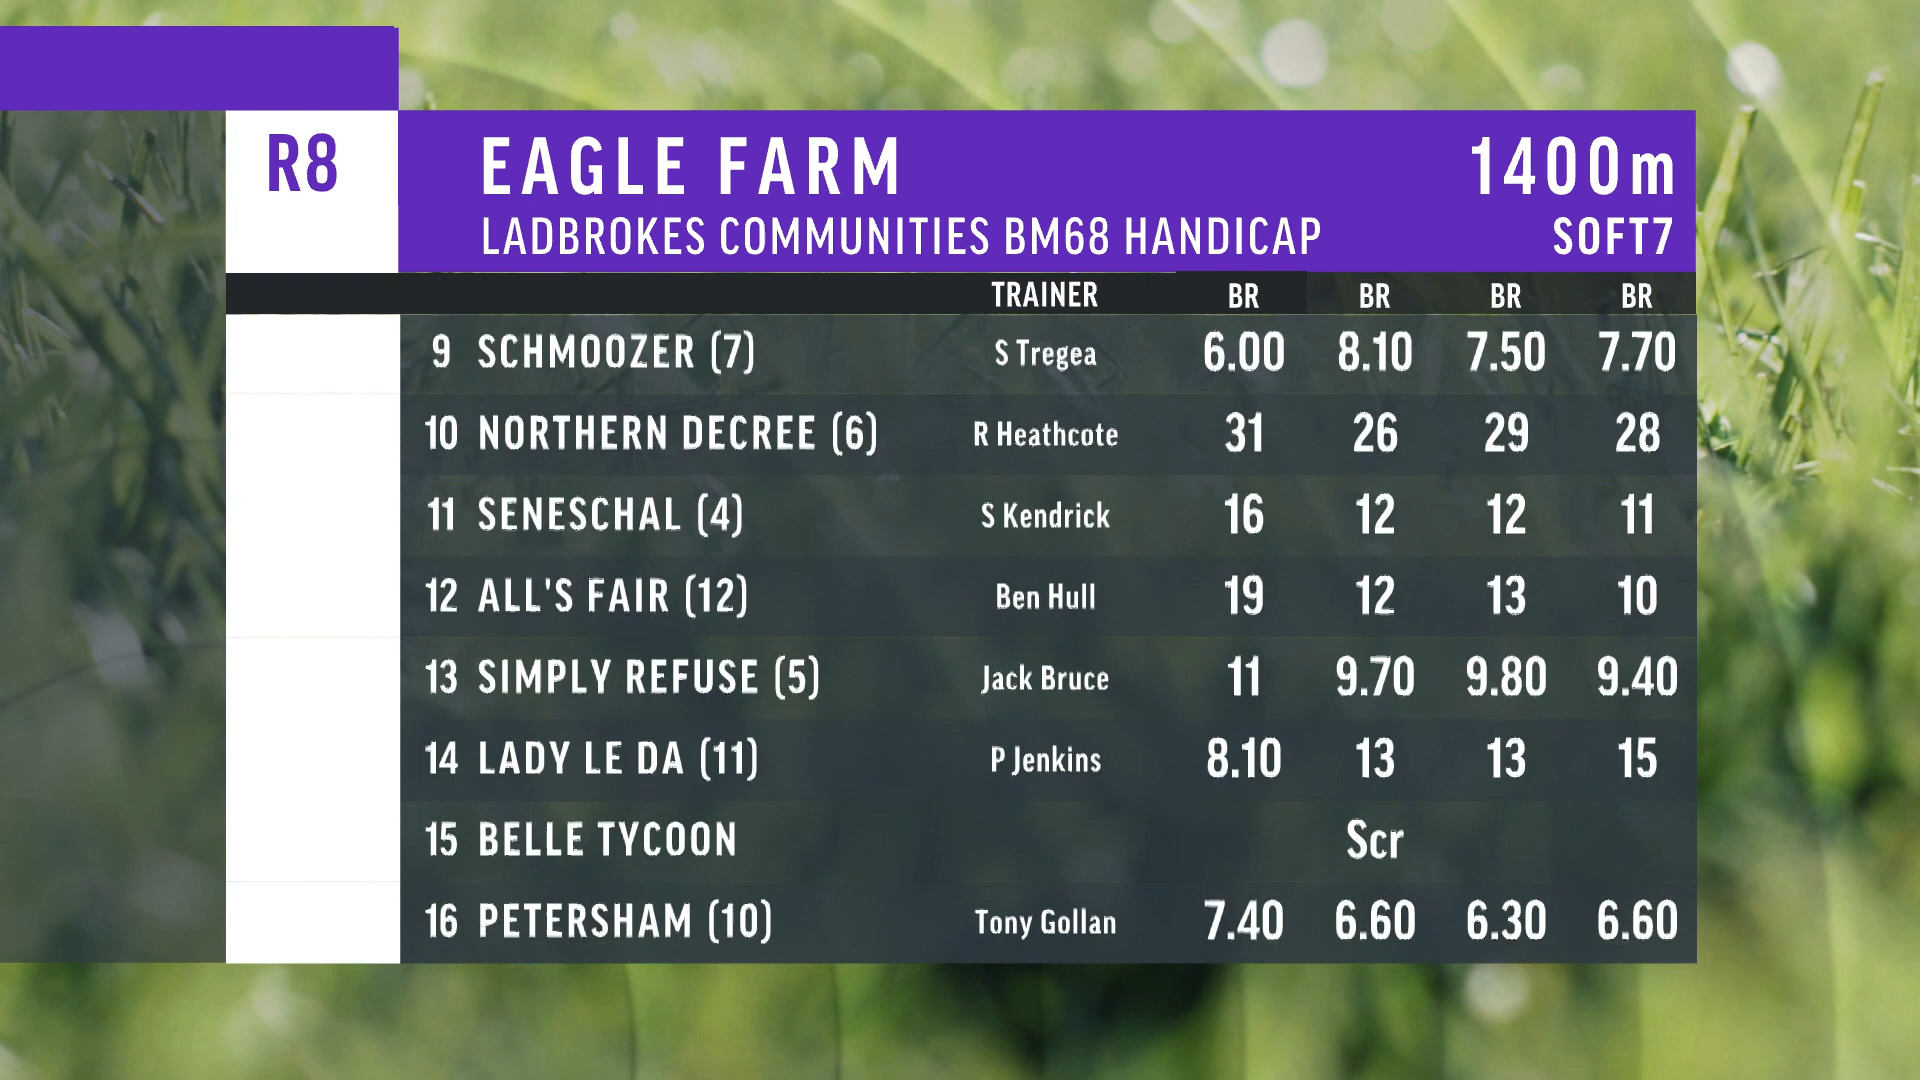 R8
EAGLE FARM 1400m
LADBROKES COMMUNITIES BM68 HANDICAP SOFT7
TRAINER BR BR BR BR
9 SCHMOOZER (7) S Tregea 6.00 8.10 7.50 7.70
10 NORTHERN DECREE (6) R Heathcote 31 26 29 28
11 SENESCHAL (4) S Kendrick 16 12 12 11
12 ALL'S FAIR (12) Ben Hull 19 12 13 10
13 SIMPLY REFUSE (5) Jack Bruce 11 9.70 9.80 9.40
14 LADY LE DA (11) P Jenkins 8.10 13 13 15
15 BELLE TYCOON Scr
16 PETERSHAM (10) Tony Gollan 7.40 6.60 6.30 6.60